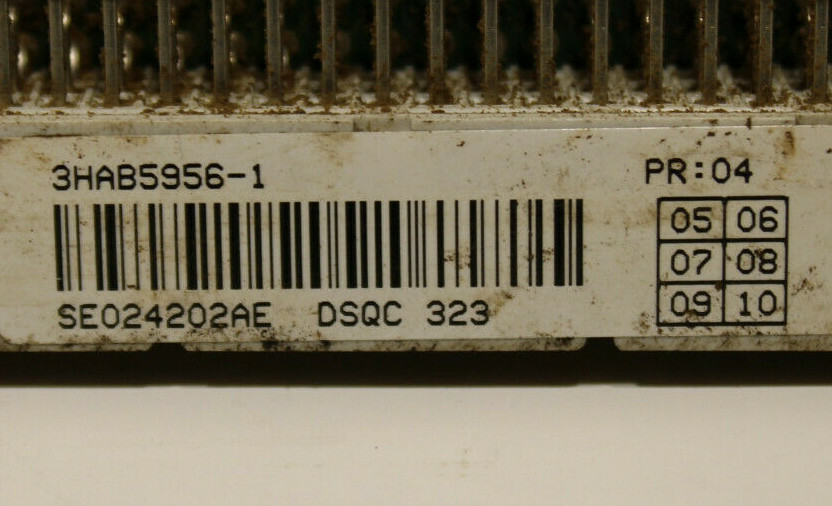 3HAB5956-1 PR:04
05 06
07 08
SE024202AE DSQC 323 09 10